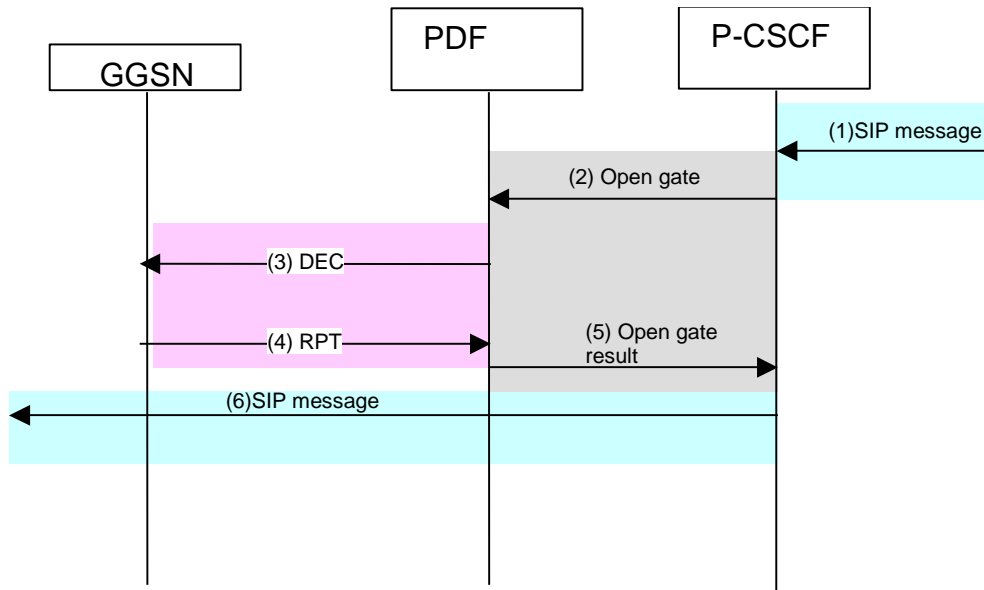 GGSN
PDF
P-CSCF
(1)SIP message
(2) Open gate
(3) DEC
(4) RPT
(5) Open gate
result
(6)SIP message